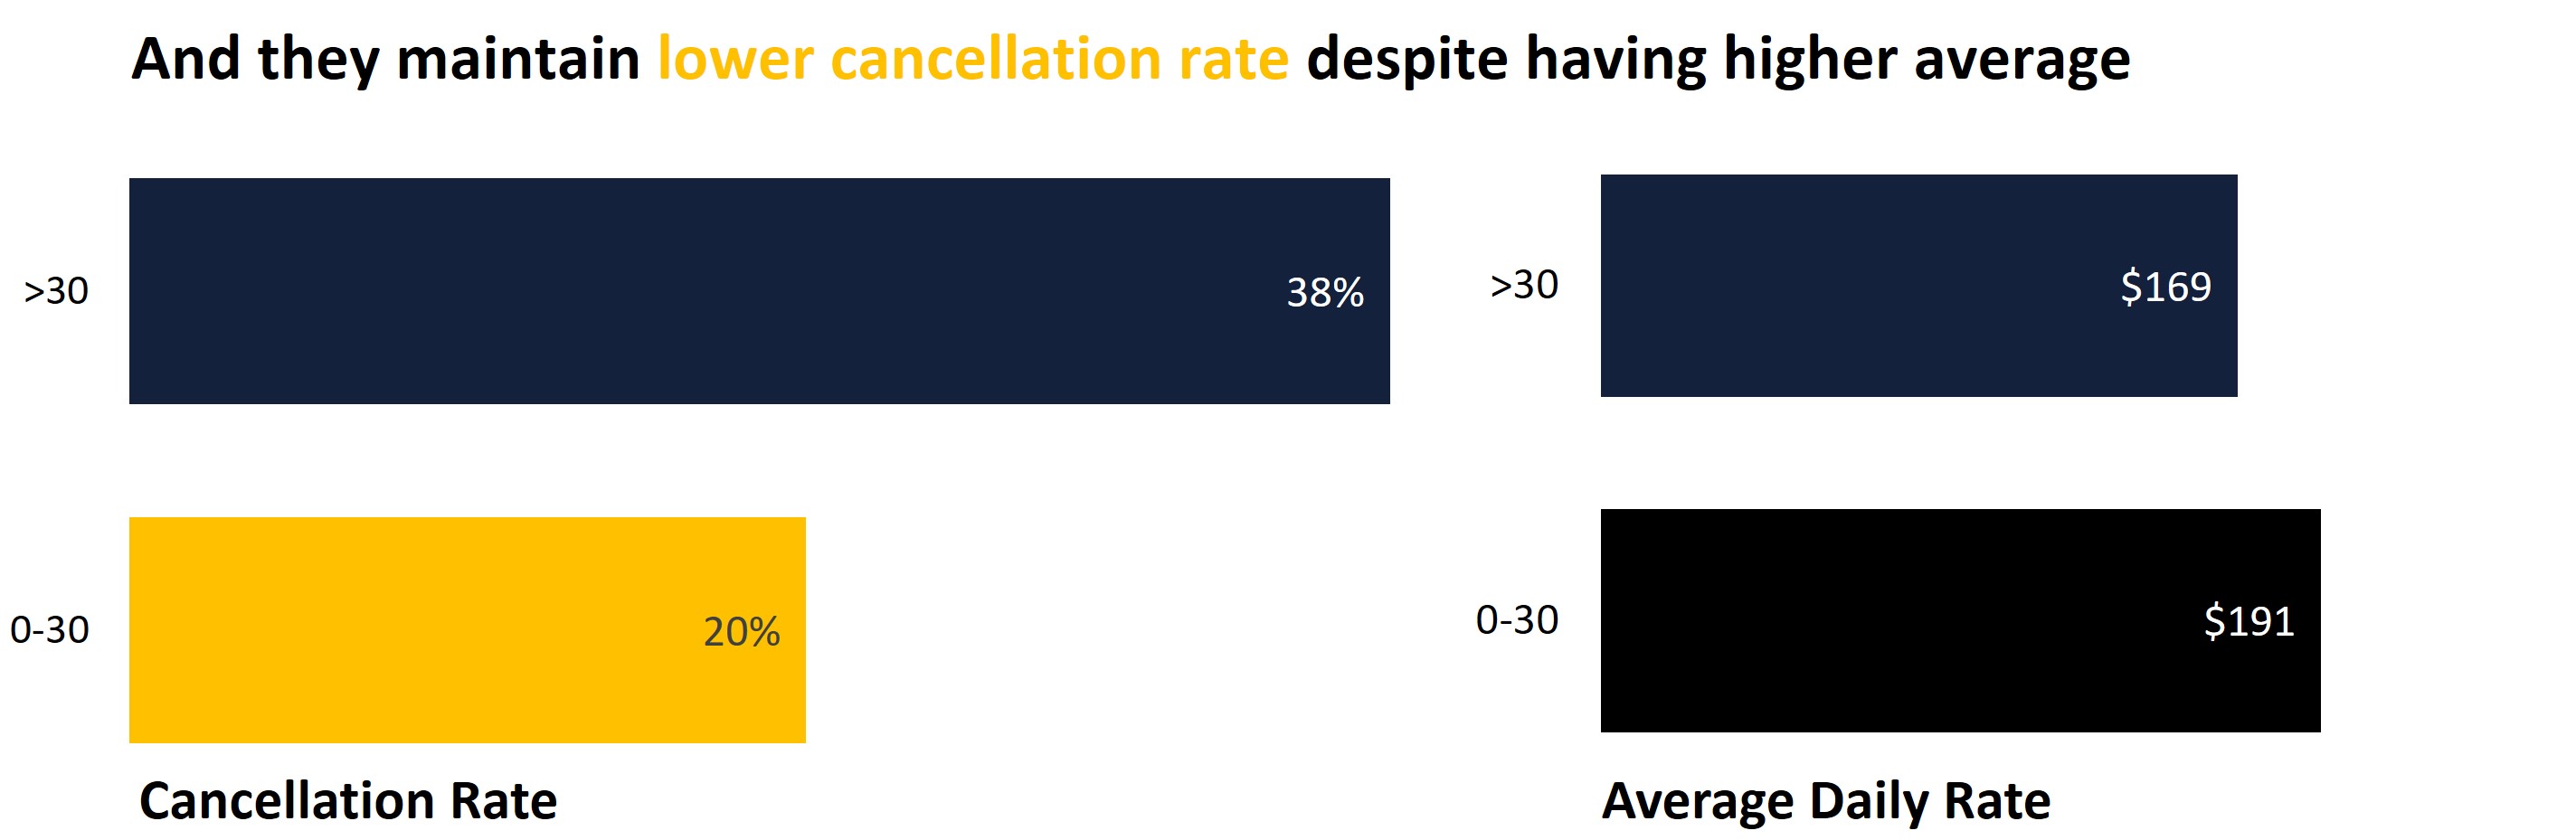 And they maintain lower cancellation rate despite having higher average
>30
38%
0-30
20%
Cancellation Rate
>30
$169
0-30
$191
Average Daily Rate